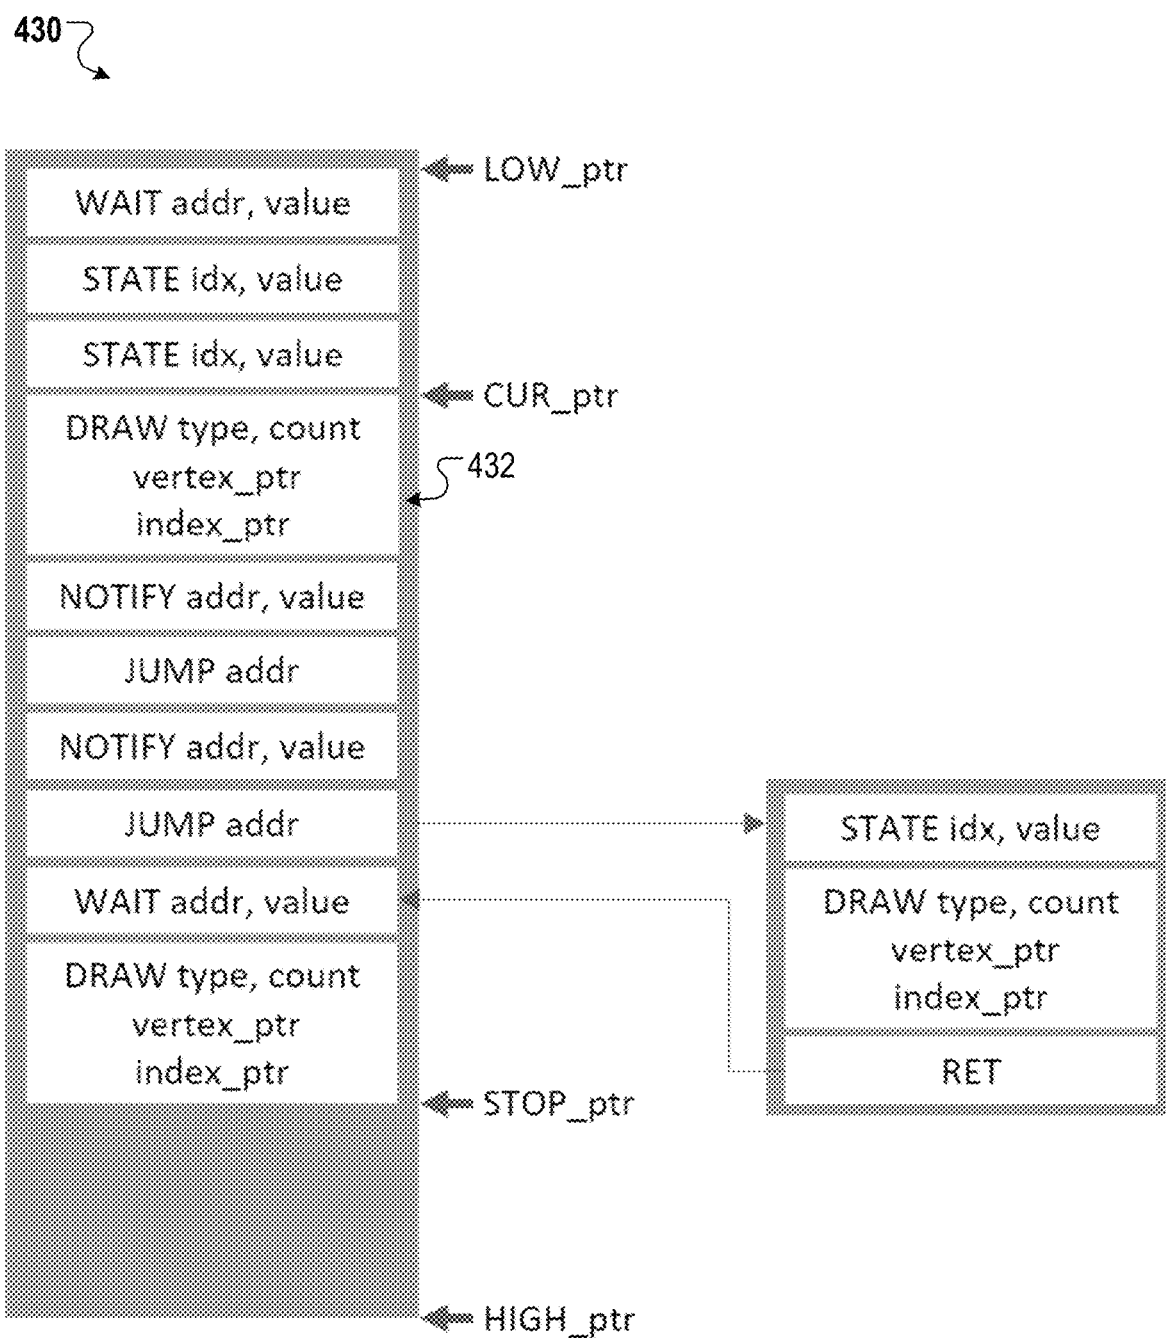 430
LOW_ptr
WAIT addr, value
STATE idx, value
STATE idx, value
CUR_ptr
DRAW type, count
vertex_ptr
index_ptr
432
NOTIFY addr, value
JUMP addr
NOTIFY addr, value
JUMP addr
WAIT addr, value
DRAW type, count
vertex_ptr
index_ptr
STOP_ptr
HIGH_ptr
STATE idx, value
DRAW type, count
vertex_ptr
index_ptr
RET